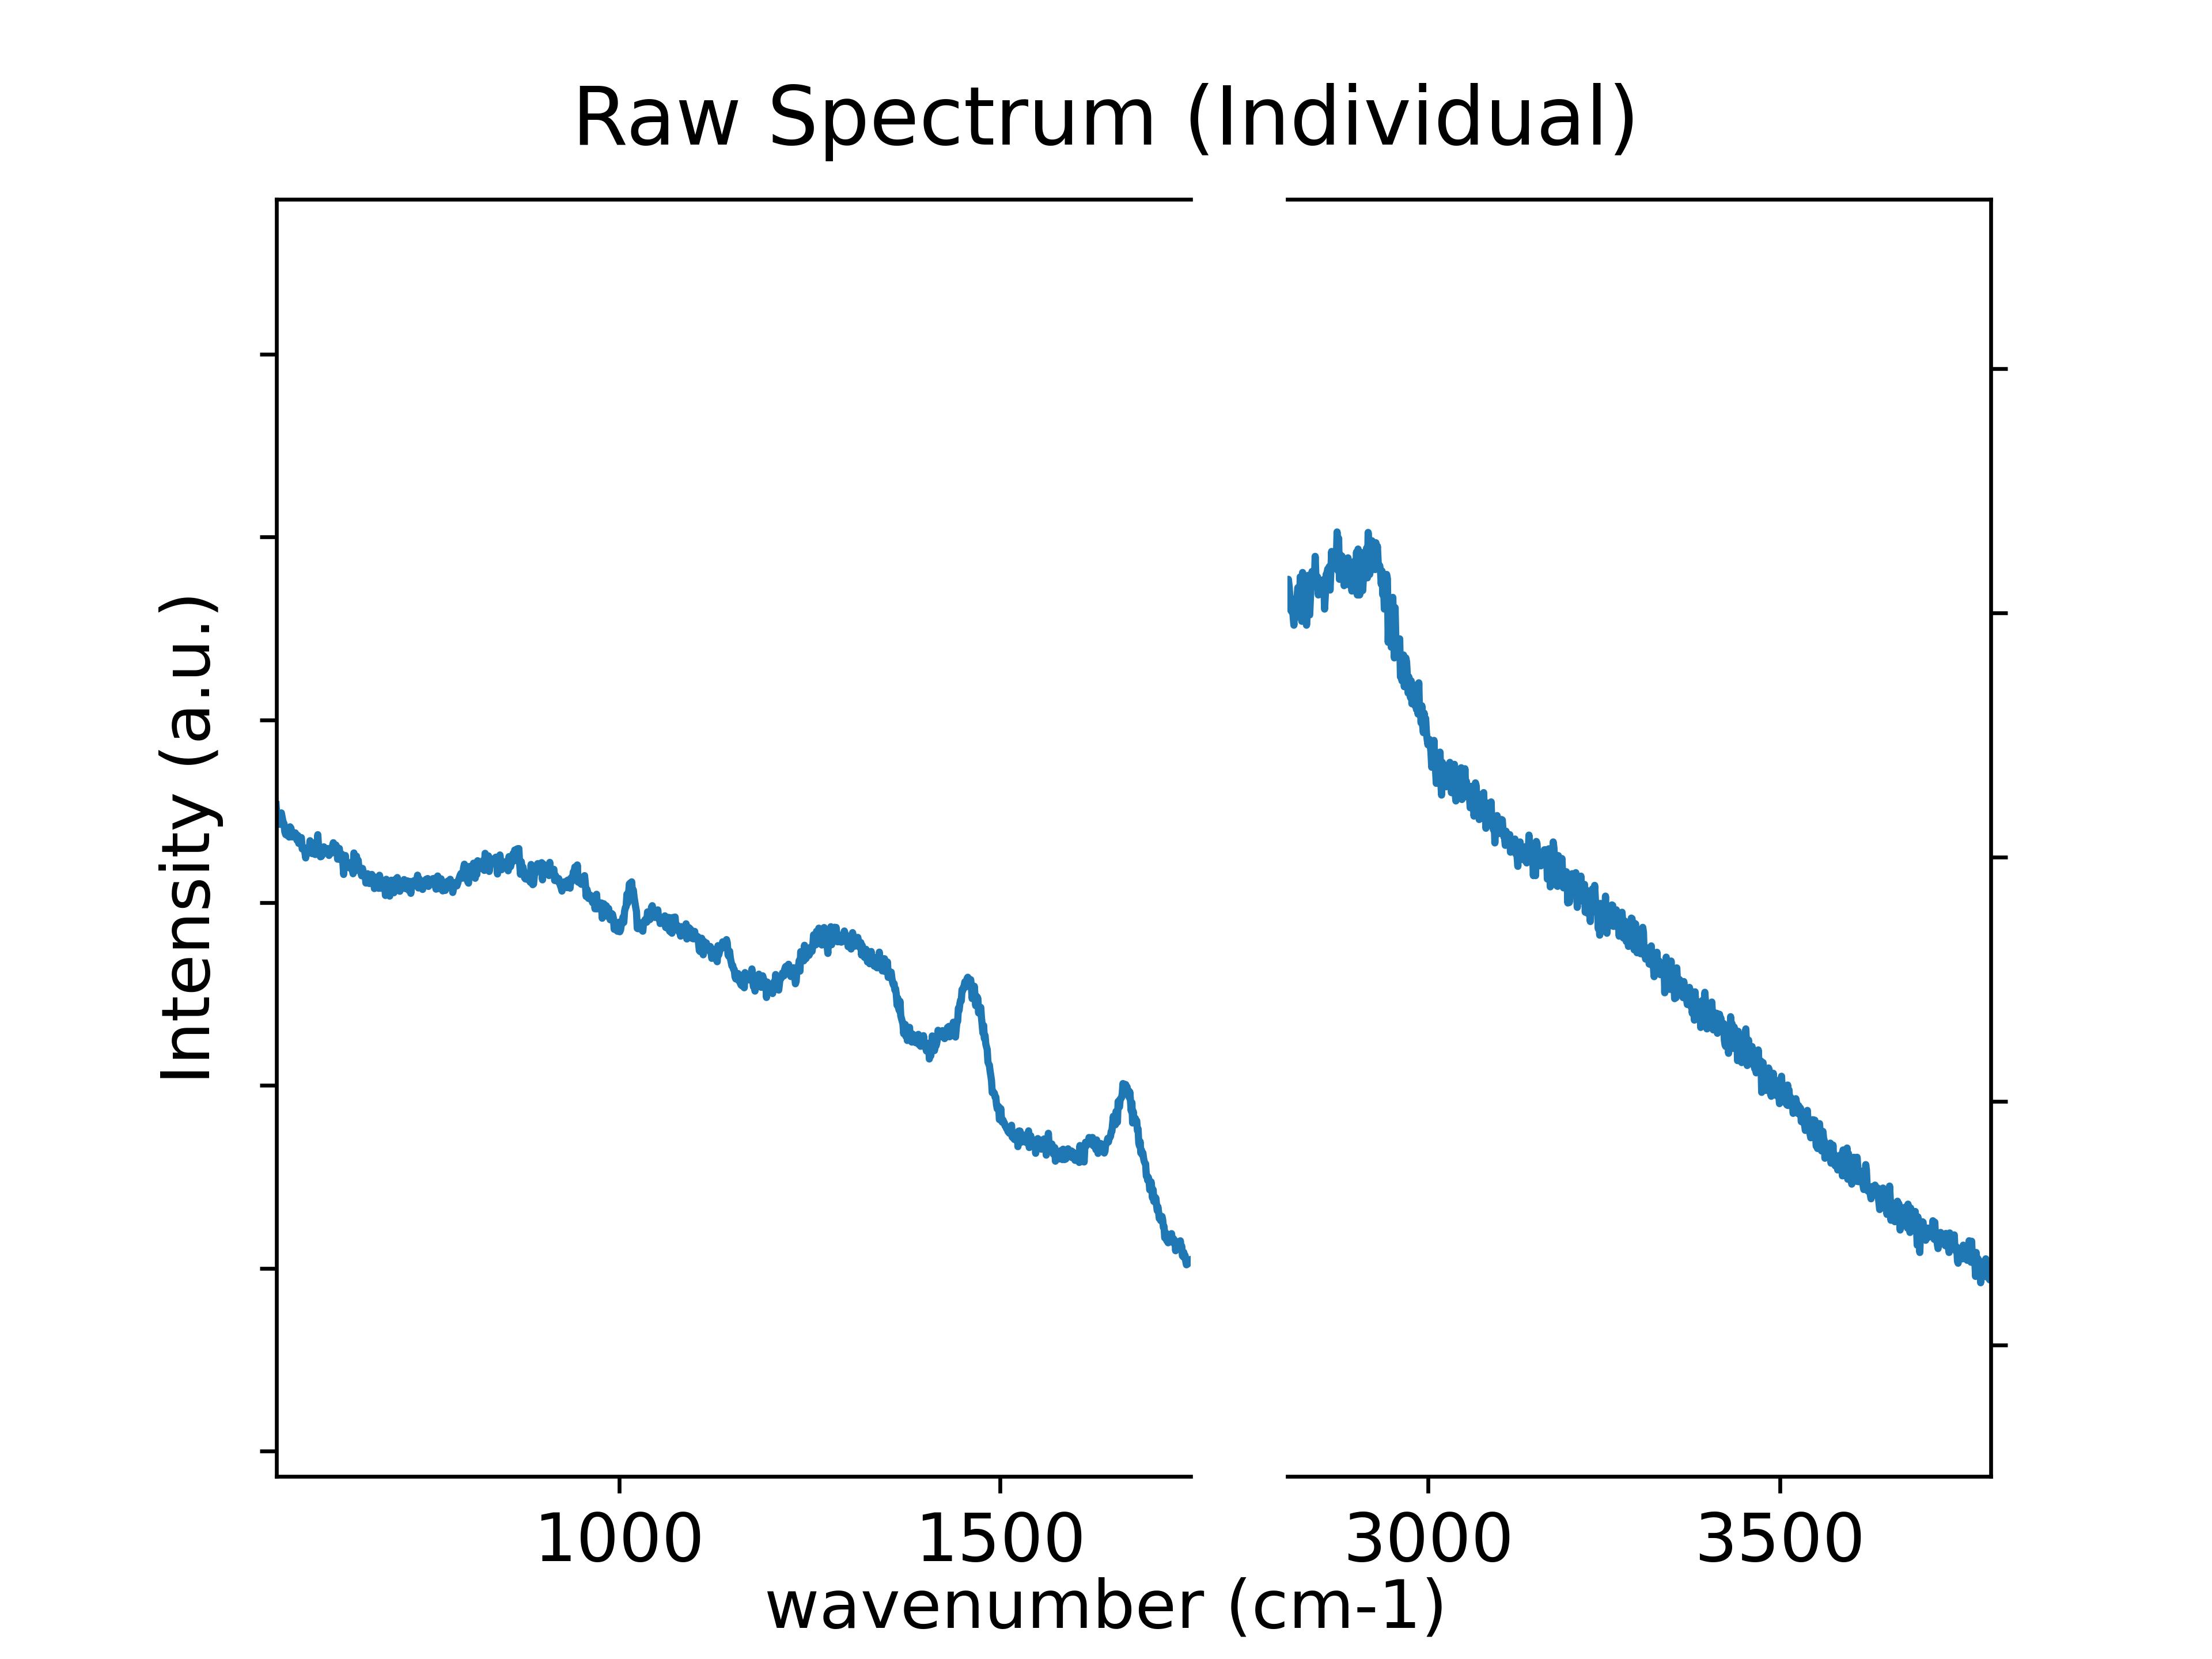 Raw Spectrum (Individual)
Intensity (a.u.)
1000 1500 3000 3500
wavenumber (cm-1)